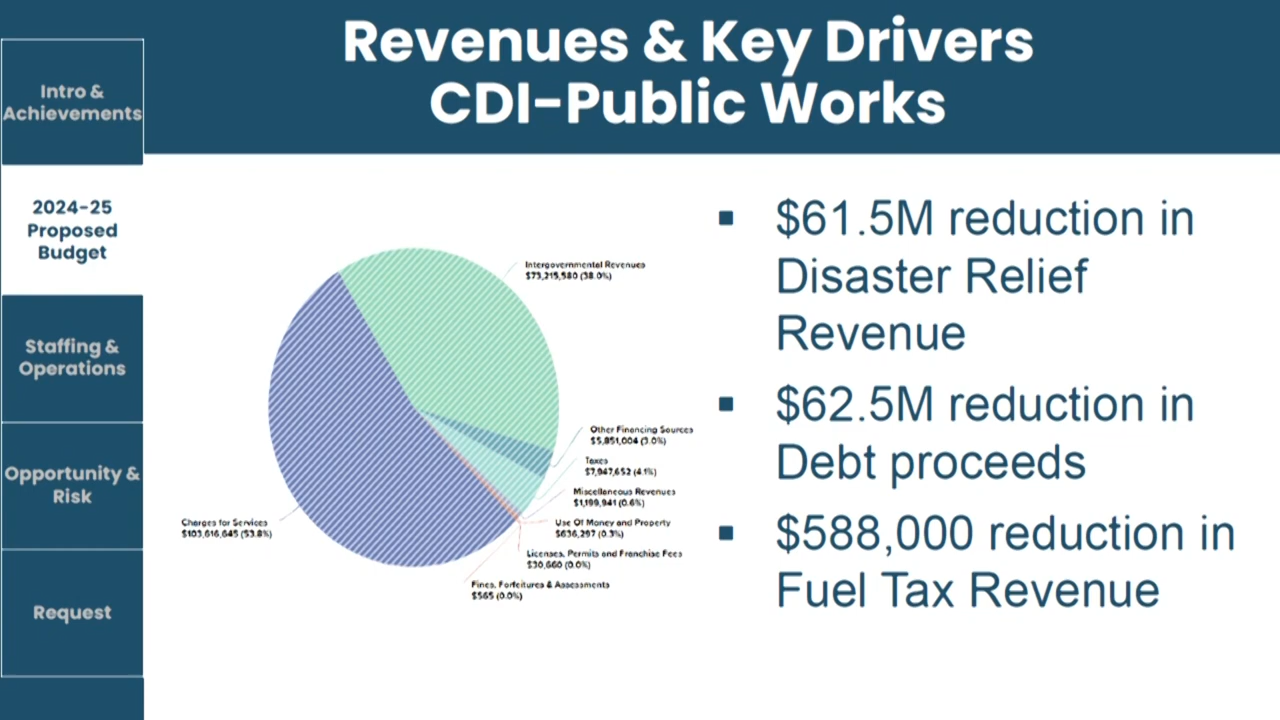 Revenues & Key Drivers
CDI-Public Works
Intro &
Achievements
2024-25
Proposed
Budget
Staffing &
Operations
Opportunity &
Risk
Request
Intergovernmental Revenues
$73,215,580 (38.0%)
Other Financing Sources
$5,851,004 (3.0%)
Taxes
$7,947,652 (4.1%)
Miscellaneous Revenues
$1,199,941 (0.6%)
Use Of Money and Property
$636,297 (0.3%)
Licenses, Permits and Franchise Fees
$30,660 (0.0%)
Fines, Forfeitures & Assessments
$565 (0.0%)
Charges for Services
$103,616,645 (53.8%)
▪ $61.5M reduction in
Disaster Relief
Revenue
▪ $62.5M reduction in
Debt proceeds
▪ $588,000 reduction in
Fuel Tax Revenue